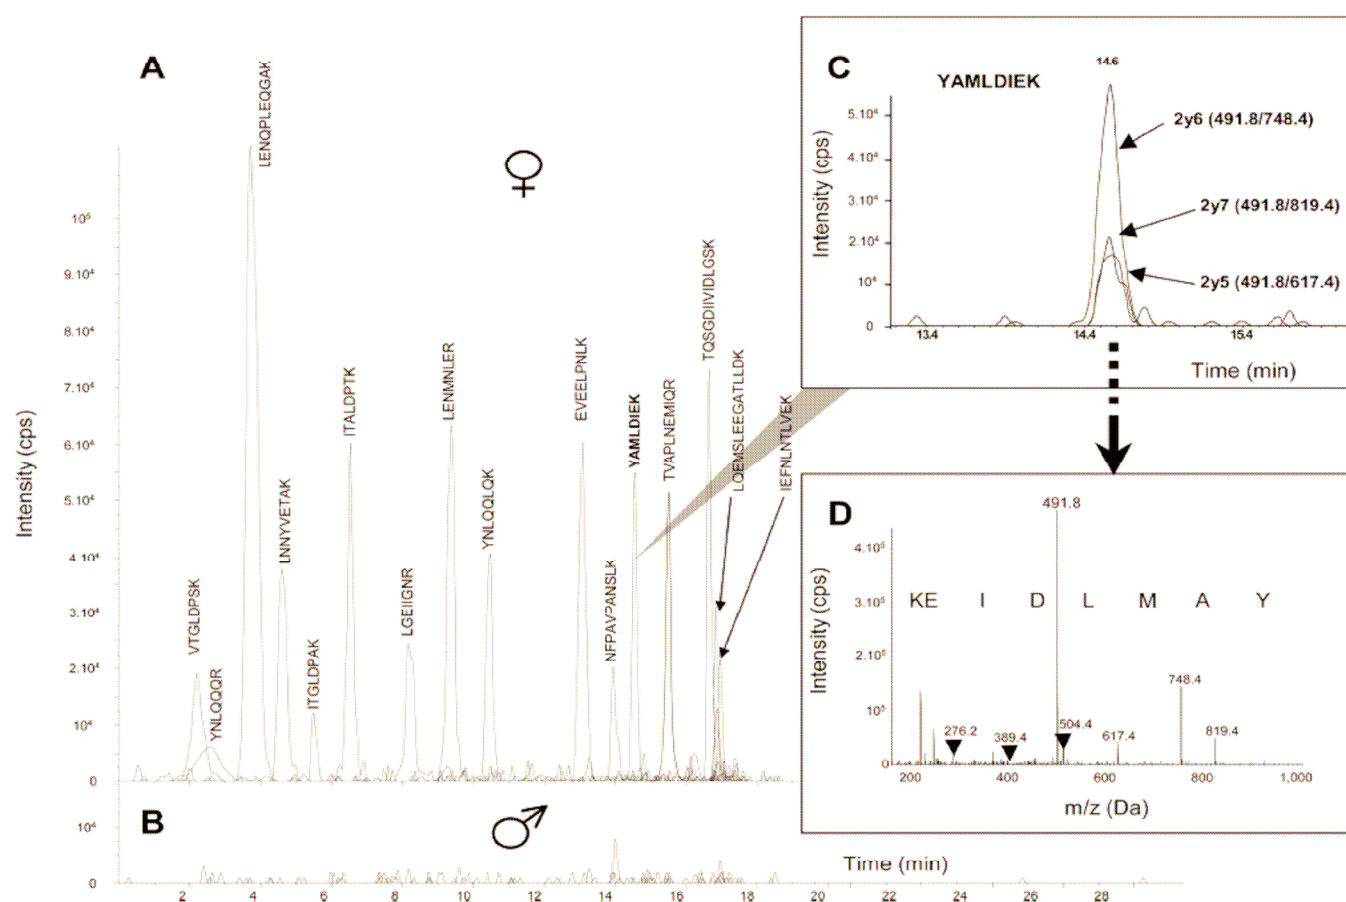 A
♀
Intensity (cps)
10⁵
9.10⁴
8.10⁴
7.10⁴
6.10⁴
5.10⁴
4.10⁴
3.10⁴
2.10⁴
10⁴
0
VTGLDPSK
YNLQQQR
LENQPLEQGAK
LNNYVETAK
ITGLDPAK
ITALDPTK
LGEIIGNR
LENMNLER
YNLQQLQK
EVEELPNLK
NFPAVPANSLK
YAMLDIEK
TVAPLNEMIQR
TQSGDIIVIDLGSK
LQEMSLEEGATLLDK
IEFNLNTLVEK
B
♂
10⁴
0
Time (min)
2 4 6 8 10 12 14 16 18 20 22 24 26 28
C
YAMLDIEK
14.6
Intensity (cps)
5.10⁴
4.10⁴
3.10⁴
2.10⁴
10⁴
0
2y6 (491.8/748.4)
2y7 (491.8/819.4)
2y5 (491.8/617.4)
13.4 14.4 15.4
Time (min)
D
Intensity (cps)
4.10⁵
3.10⁵
2.10⁵
10⁵
0
491.8
KE I D L M A Y
276.2
389.4
504.4
617.4
748.4
819.4
200 400 600 800 1,000
m/z (Da)